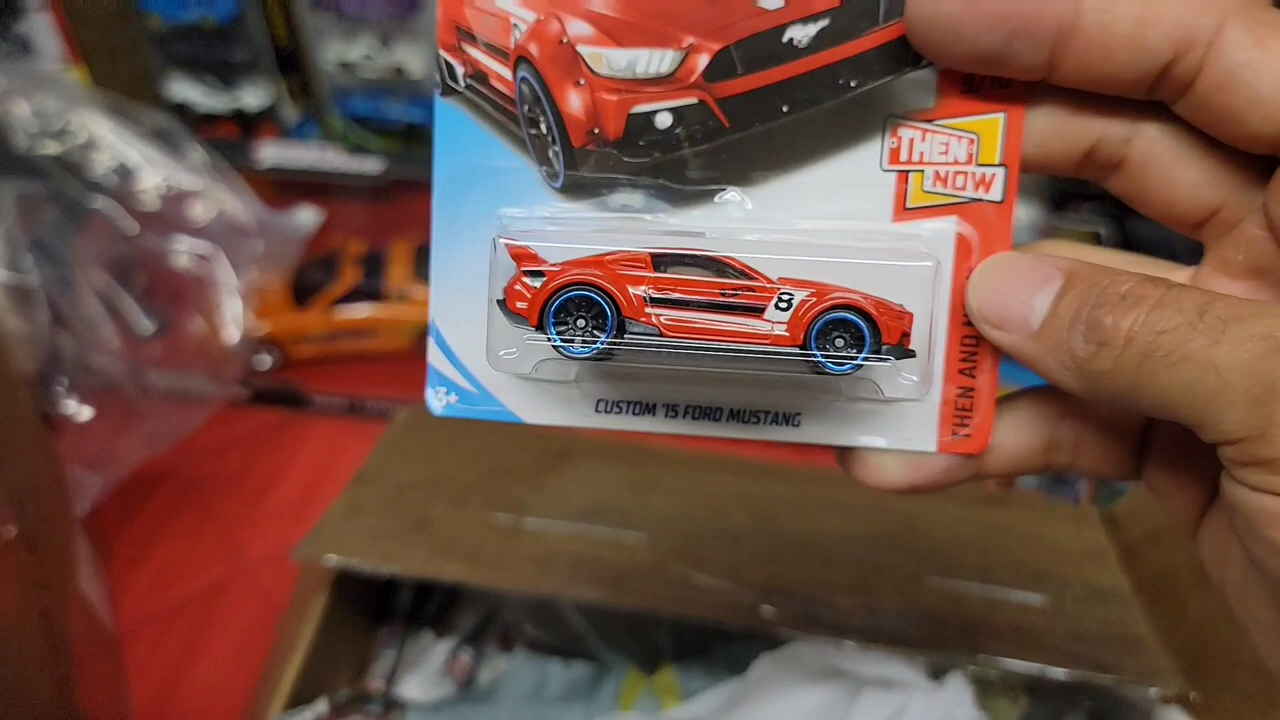 THEN
NOW
8
CUSTOM '15 FORD MUSTANG
3+
THEN AND